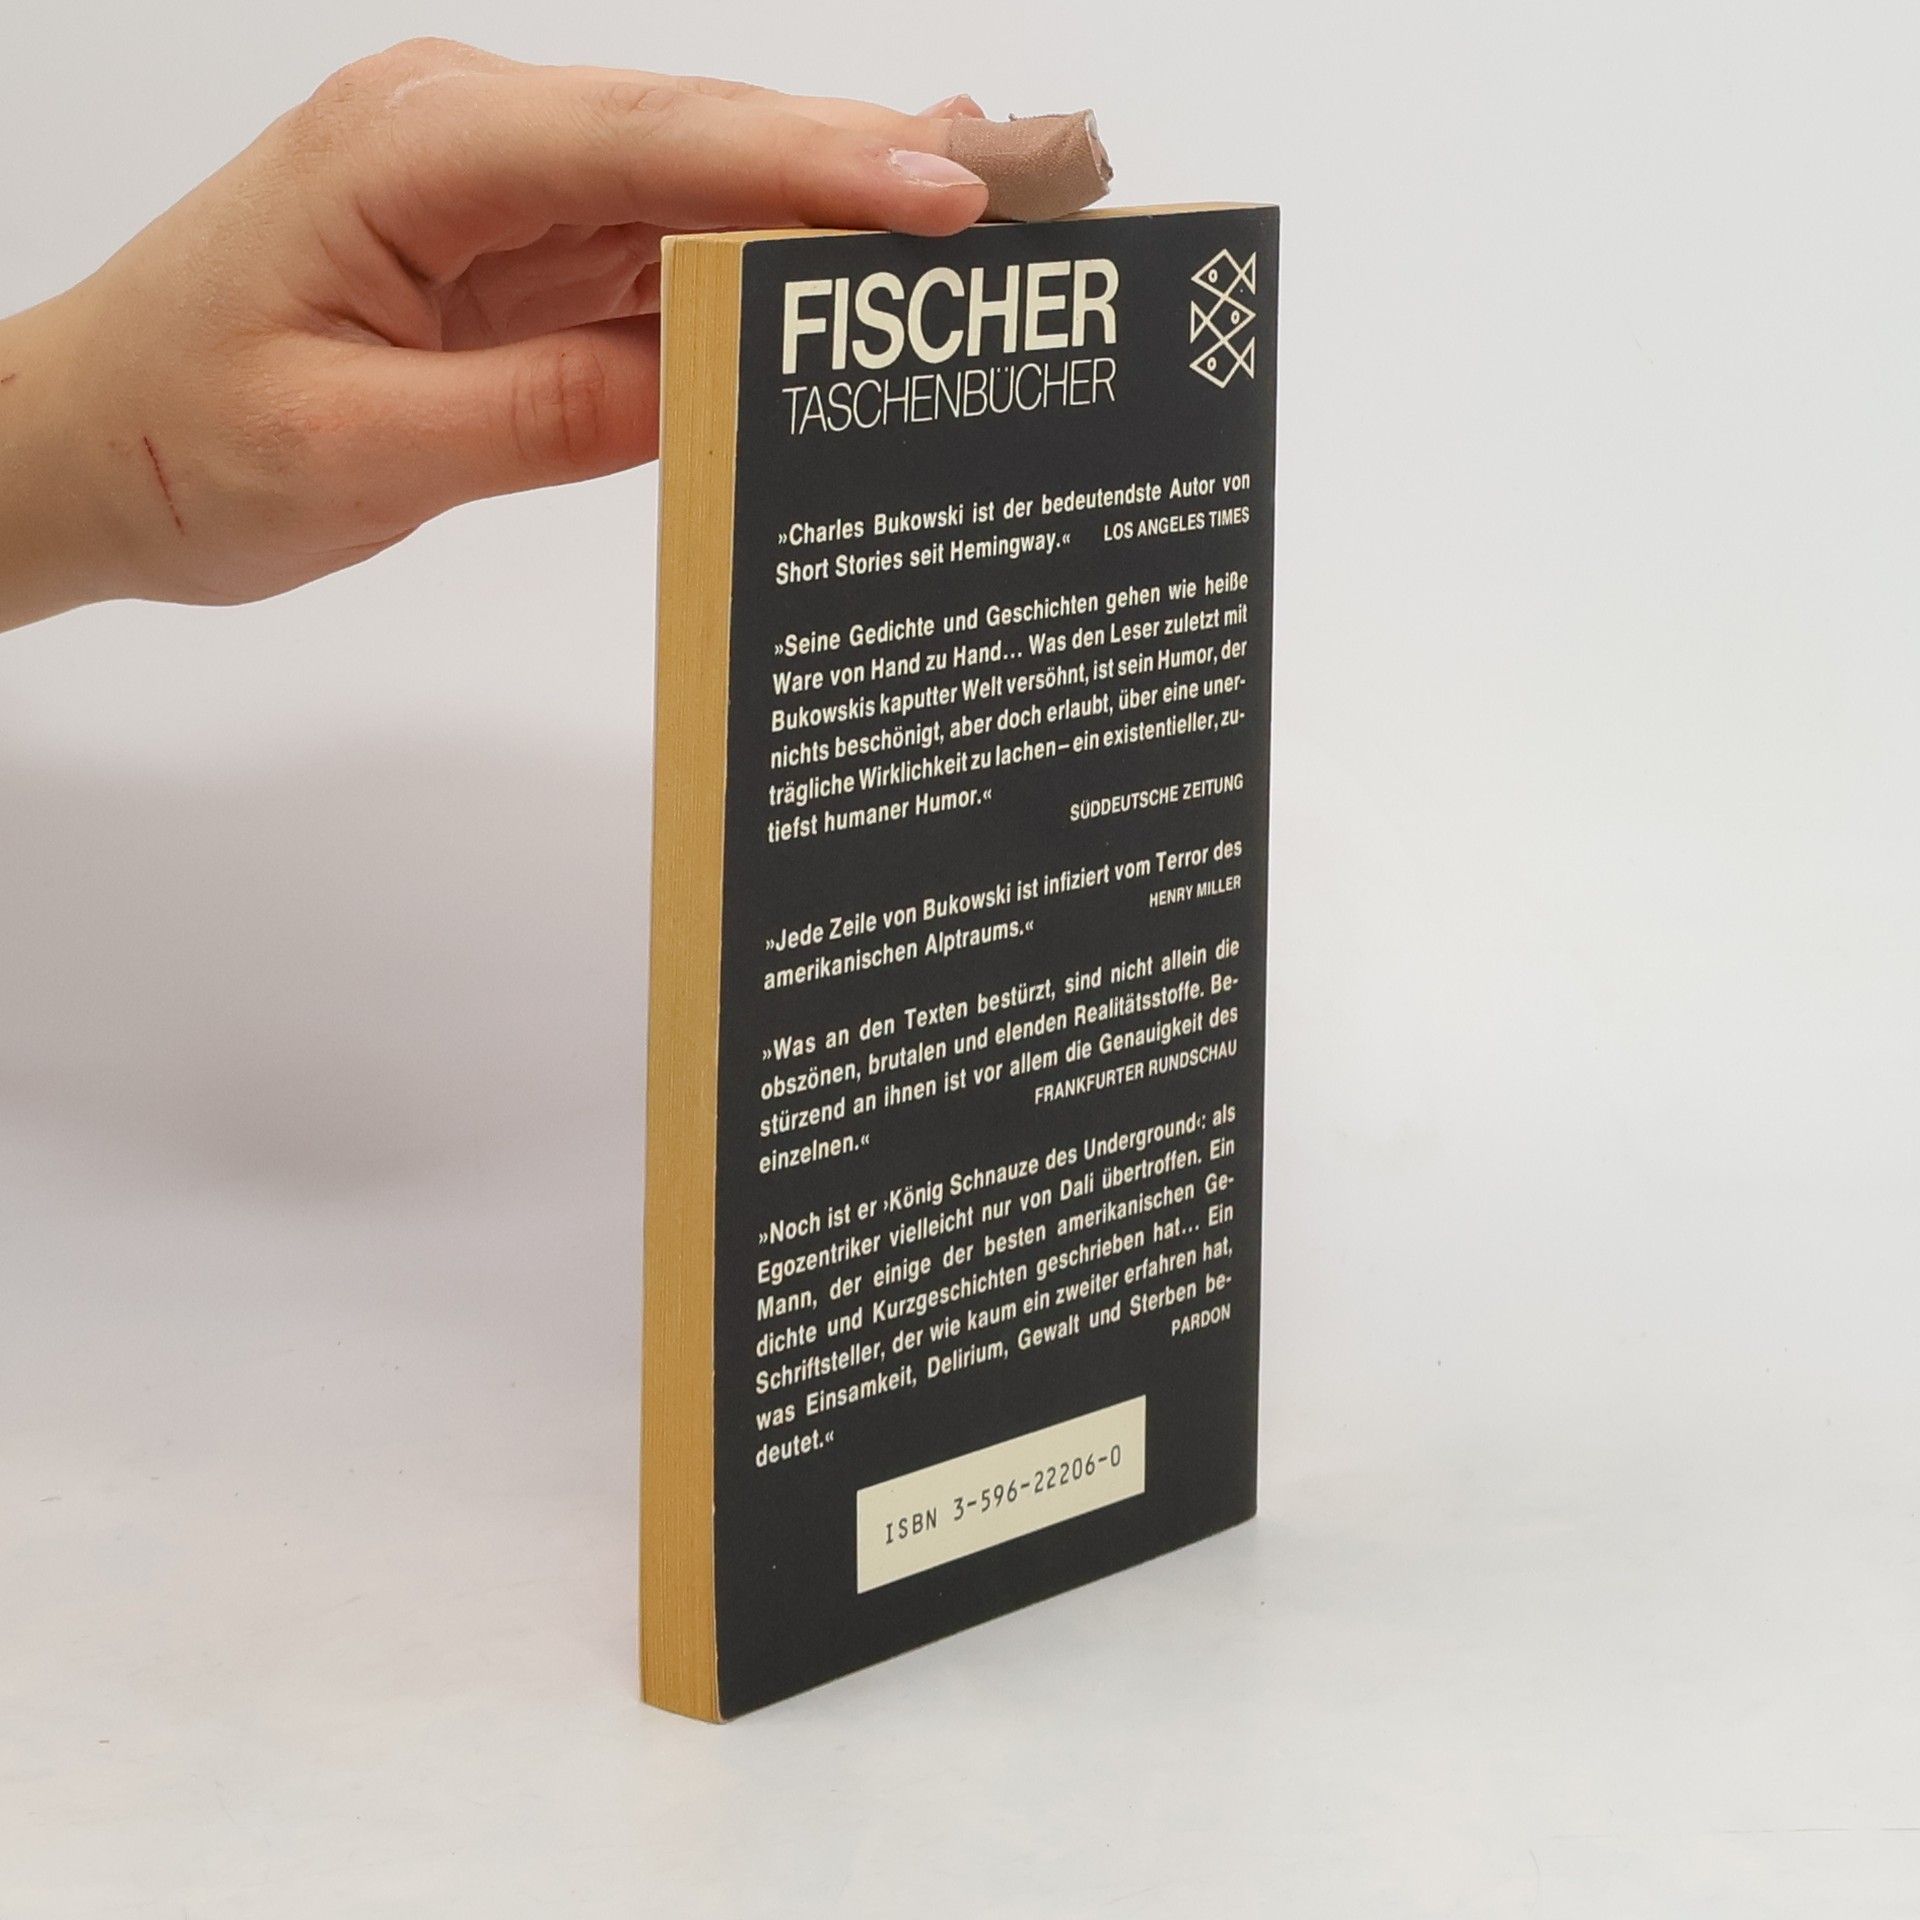 FISCHER
TASCHENBÜCHER
»Charles Bukowski ist der bedeutendste Autor von
Short Stories seit Hemingway.« LOS ANGELES TIMES
»Seine Gedichte und Geschichten gehen wie heiße
Ware von Hand zu Hand... Was den Leser zuletzt mit
Bukowskis kaputter Welt versöhnt, ist sein Humor, der
nichts beschönigt, aber doch erlaubt, über eine uner-
trägliche Wirklichkeit zu lachen – ein existentieller, zu-
tiefst humaner Humor.« SÜDDEUTSCHE ZEITUNG
»Jede Zeile von Bukowski ist infiziert vom Terror des
amerikanischen Alptraums.« HENRY MILLER
»Was an den Texten bestürzt, sind nicht allein die
obszönen, brutalen und elenden Realitätsstoffe. Be-
stürzend an ihnen ist vor allem die Genauigkeit des
einzelnen.« FRANKFURTER RUNDSCHAU
»Noch ist er ›König Schnauze des Underground‹: als
Egozentriker vielleicht nur von Dali übertroffen. Ein
Mann, der einige der besten amerikanischen Ge-
dichte und Kurzgeschichten geschrieben hat... Ein
Schriftsteller, der wie kaum ein zweiter erfahren hat,
was Einsamkeit, Delirium, Gewalt und Sterben be-
deutet.« PARDON
ISBN 3-596-22206-0